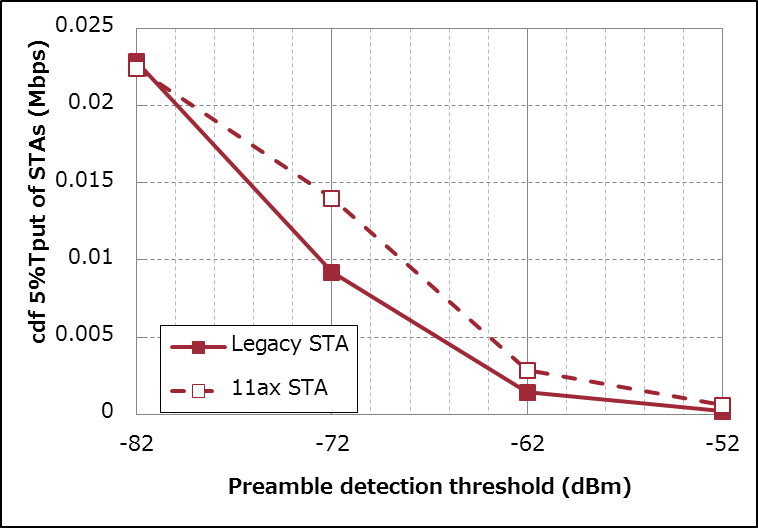 cdf 5%Tput of STAs (Mbps)
0.025
0.02
0.015
0.01
0.005
0
Legacy STA
11ax STA
-82 -72 -62 -52
Preamble detection threshold (dBm)